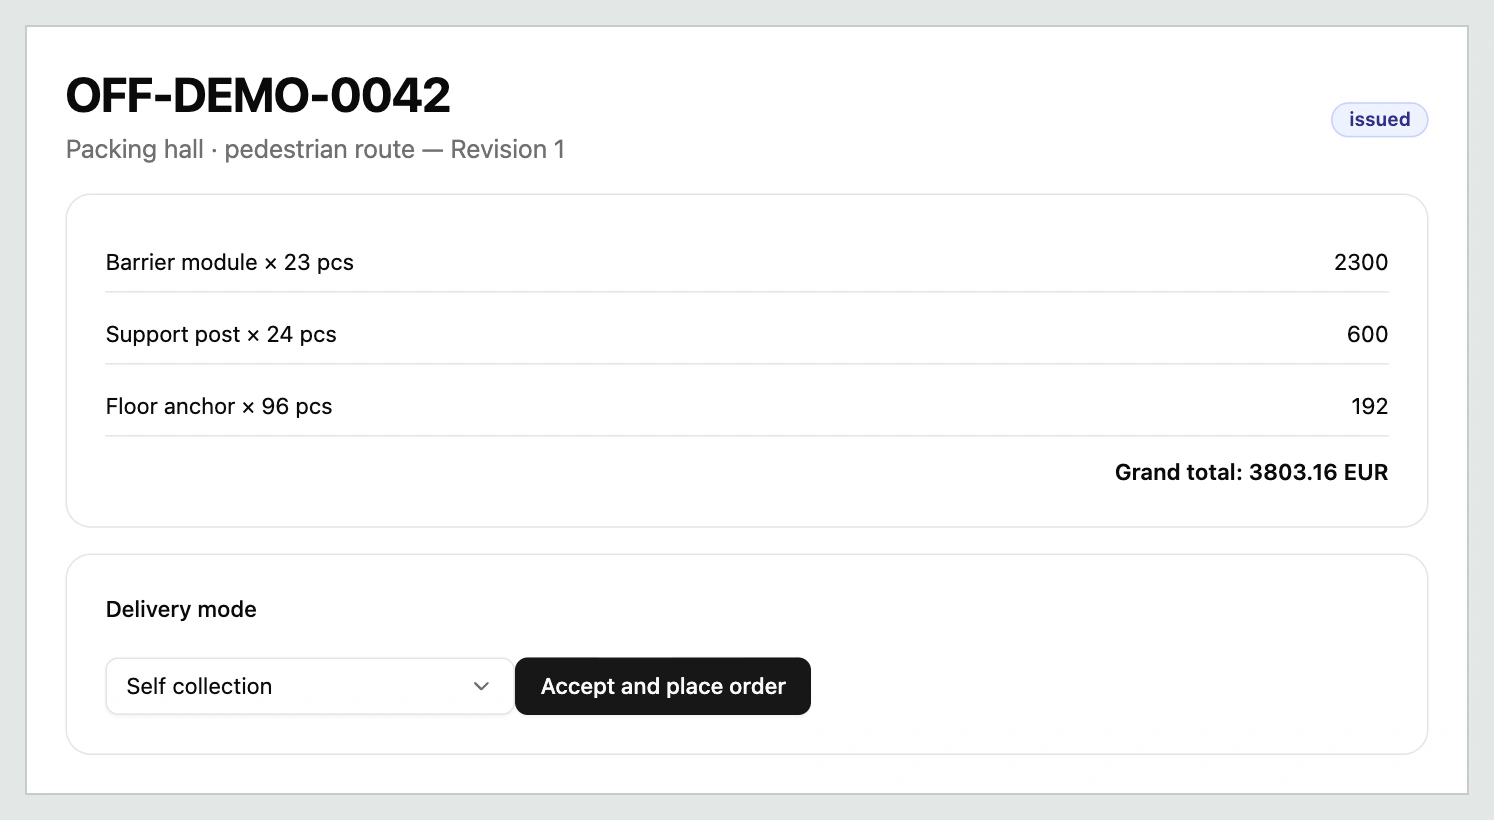 OFF-DEMO-0042
issued
Packing hall · pedestrian route — Revision 1
Barrier module × 23 pcs 2300
Support post × 24 pcs 600
Floor anchor × 96 pcs 192
Grand total: 3803.16 EUR
Delivery mode
Self collection Accept and place order